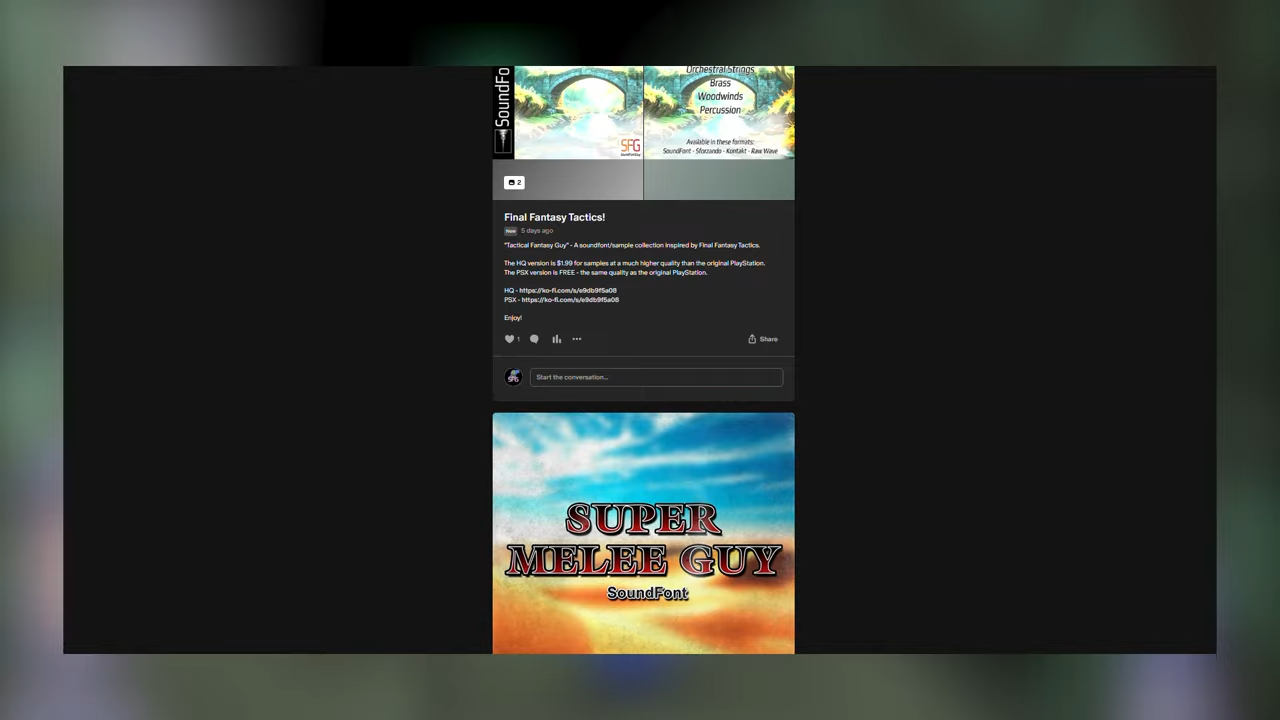 SoundFo
SFG
SoundFontGuy
Orchestral Strings
Brass
Woodwinds
Percussion
Available in these formats:
SoundFont - Sforzando - Kontakt - Raw Wave
2
Final Fantasy Tactics!
New 5 days ago
"Tactical Fantasy Guy" - A soundfont/sample collection inspired by Final Fantasy Tactics.
The HQ version is $1.99 for samples at a much higher quality than the original PlayStation.
The PSX version is FREE - the same quality as the original PlayStation.
HQ - https://ko-fi.com/s/e9db9f5a08
PSX - https://ko-fi.com/s/e9db9f5a08
Enjoy!
1
Share
SFG
Start the conversation...
SUPER
MELEE GUY
SoundFont